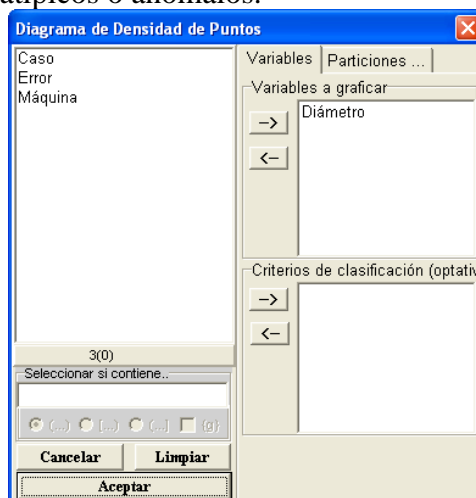 atípicos o anómalos.
Diagrama de Densidad de Puntos
Caso
Error
Máquina
3(0)
Seleccionar si contiene..
(...) [...) (...] {g}
Cancelar Limpiar
Aceptar
Variables Particiones ...
Variables a graficar
-->
<--
Diámetro
Criterios de clasificación (optativ
-->
<--